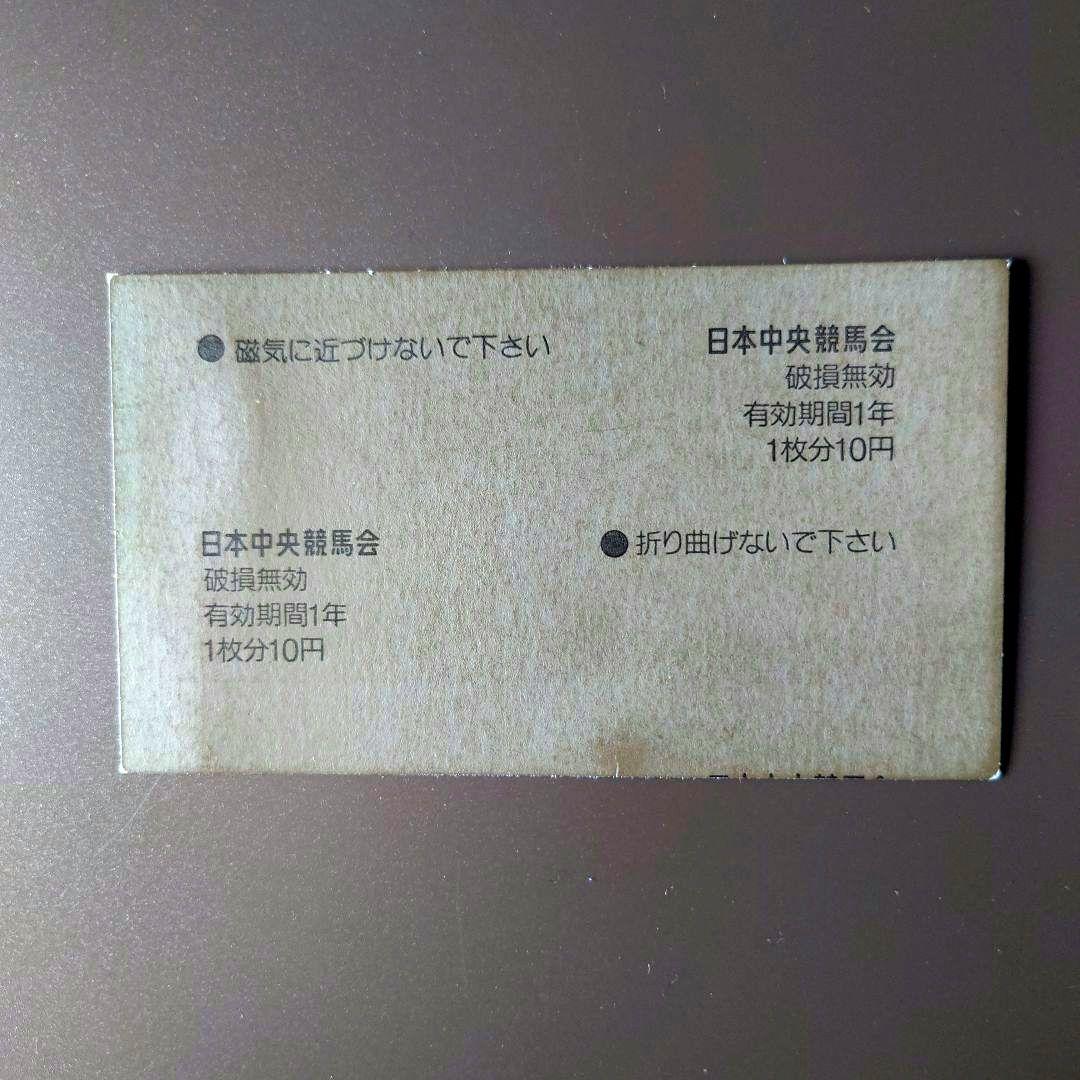 ●磁気に近づけないで下さい
日本中央競馬会
破損無効
有効期間1年
1枚分10円
日本中央競馬会
破損無効
有効期間1年
1枚分10円
●折り曲げないで下さい